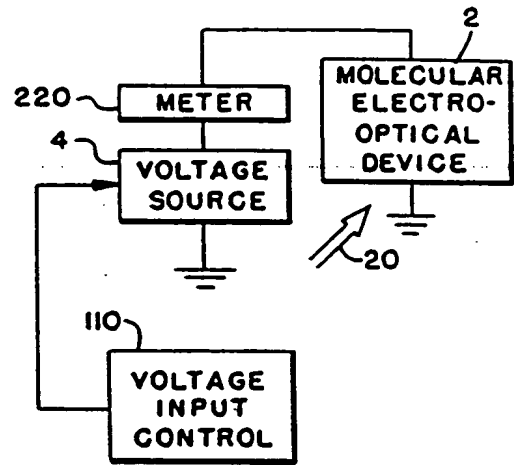 2
MOLECULAR
ELECTRO-
OPTICAL
DEVICE
220
METER
4
VOLTAGE
SOURCE
20
110
VOLTAGE
INPUT
CONTROL